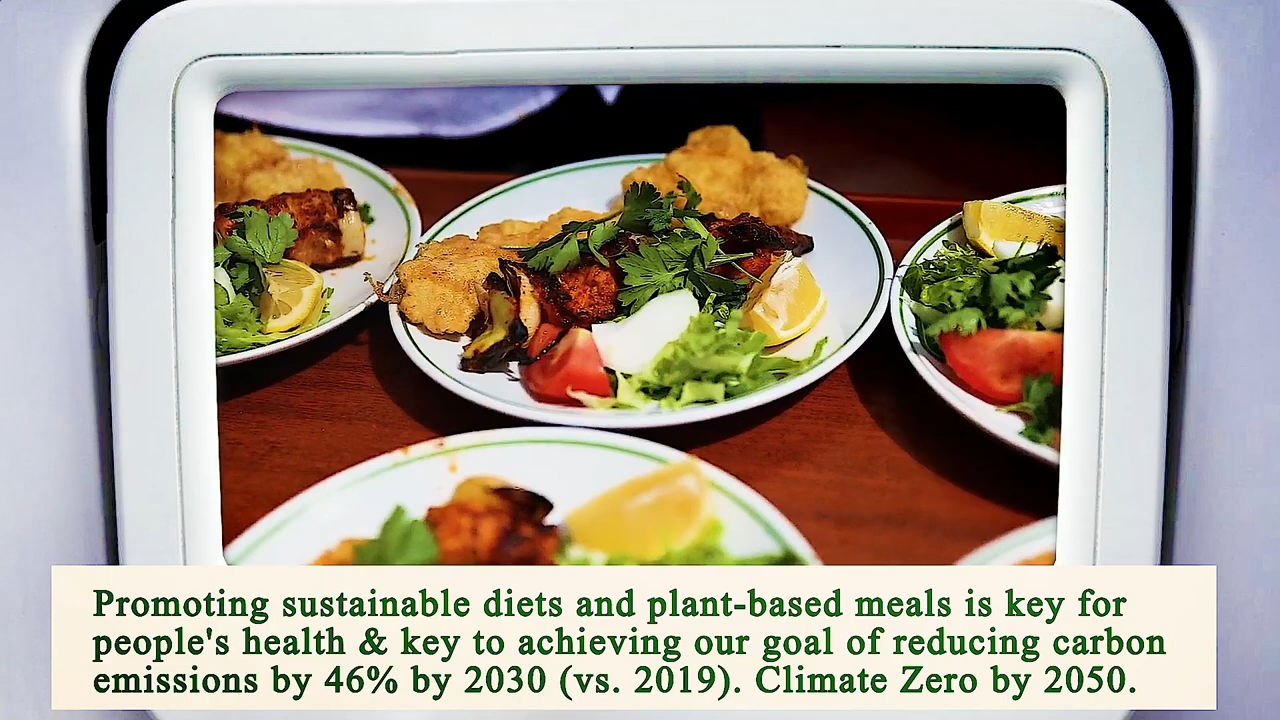 Promoting sustainable diets and plant-based meals is key for
people's health & key to achieving our goal of reducing carbon
emissions by 46% by 2030 (vs. 2019). Climate Zero by 2050.